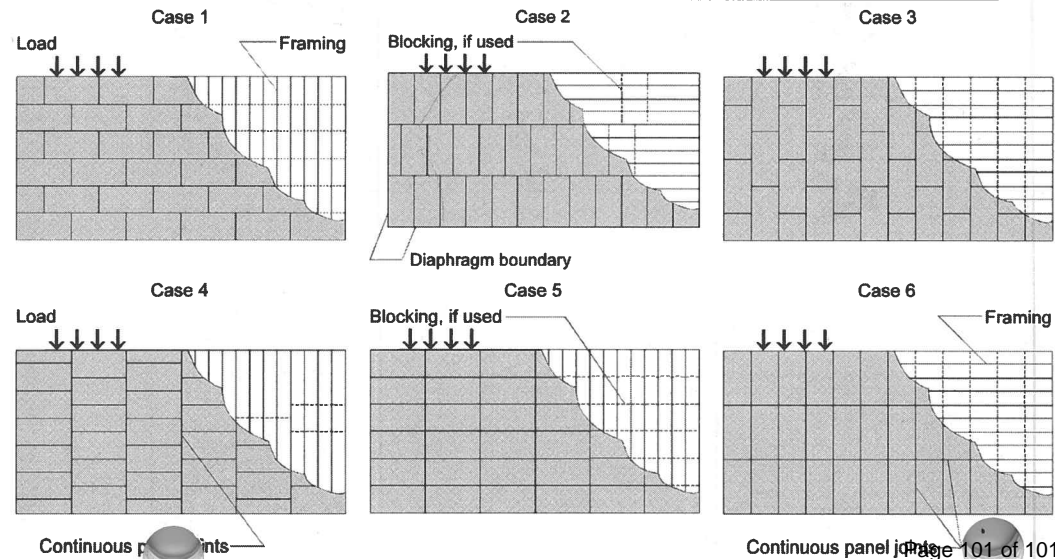 Case 1
Case 2
Case 3
Load
Framing
Blocking, if used
Diaphragm boundary
Case 4
Case 5
Case 6
Load
Blocking, if used
Framing
Continuous
Continuous panel
Page 101 of 101